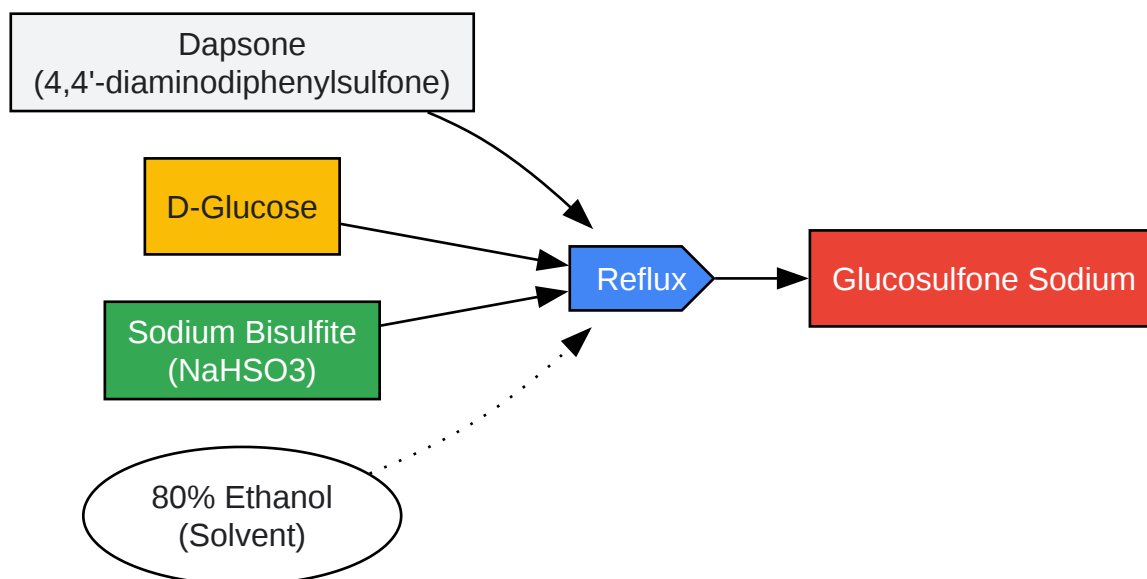 Dapsone
(4,4'-diaminodiphenylsulfone)
D-Glucose
Sodium Bisulfite
(NaHSO3)
80% Ethanol
(Solvent)
Reflux
Glucosulfone Sodium